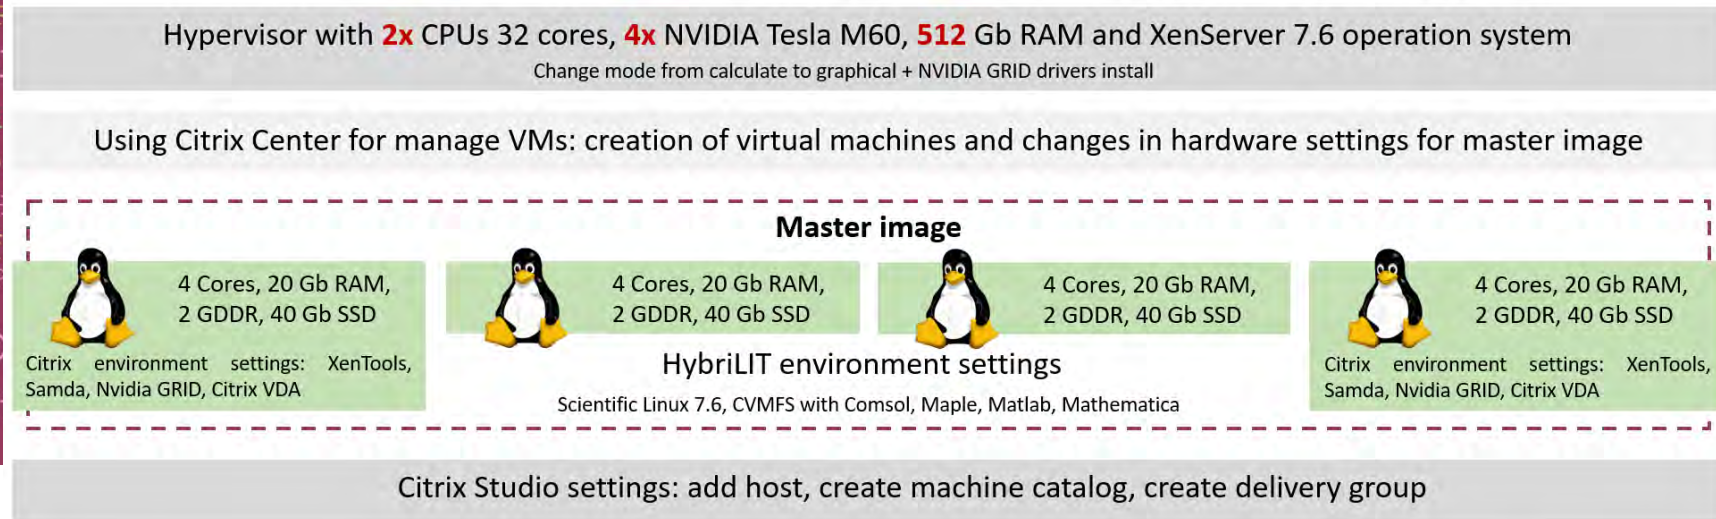 Hypervisor with 2x CPUs 32 cores, 4x NVIDIA Tesla M60, 512 Gb RAM and XenServer 7.6 operation system
Change mode from calculate to graphical + NVIDIA GRID drivers install
Using Citrix Center for manage VMs: creation of virtual machines and changes in hardware settings for master image
Master image
4 Cores, 20 Gb RAM,
2 GDDR, 40 Gb SSD
Citrix environment settings: XenTools,
Samda, Nvidia GRID, Citrix VDA
4 Cores, 20 Gb RAM,
2 GDDR, 40 Gb SSD
4 Cores, 20 Gb RAM,
2 GDDR, 40 Gb SSD
HybriLIT environment settings
Scientific Linux 7.6, CVMFS with Comsol, Maple, Matlab, Mathematica
4 Cores, 20 Gb RAM,
2 GDDR, 40 Gb SSD
Citrix environment settings: XenTools,
Samda, Nvidia GRID, Citrix VDA
Citrix Studio settings: add host, create machine catalog, create delivery group